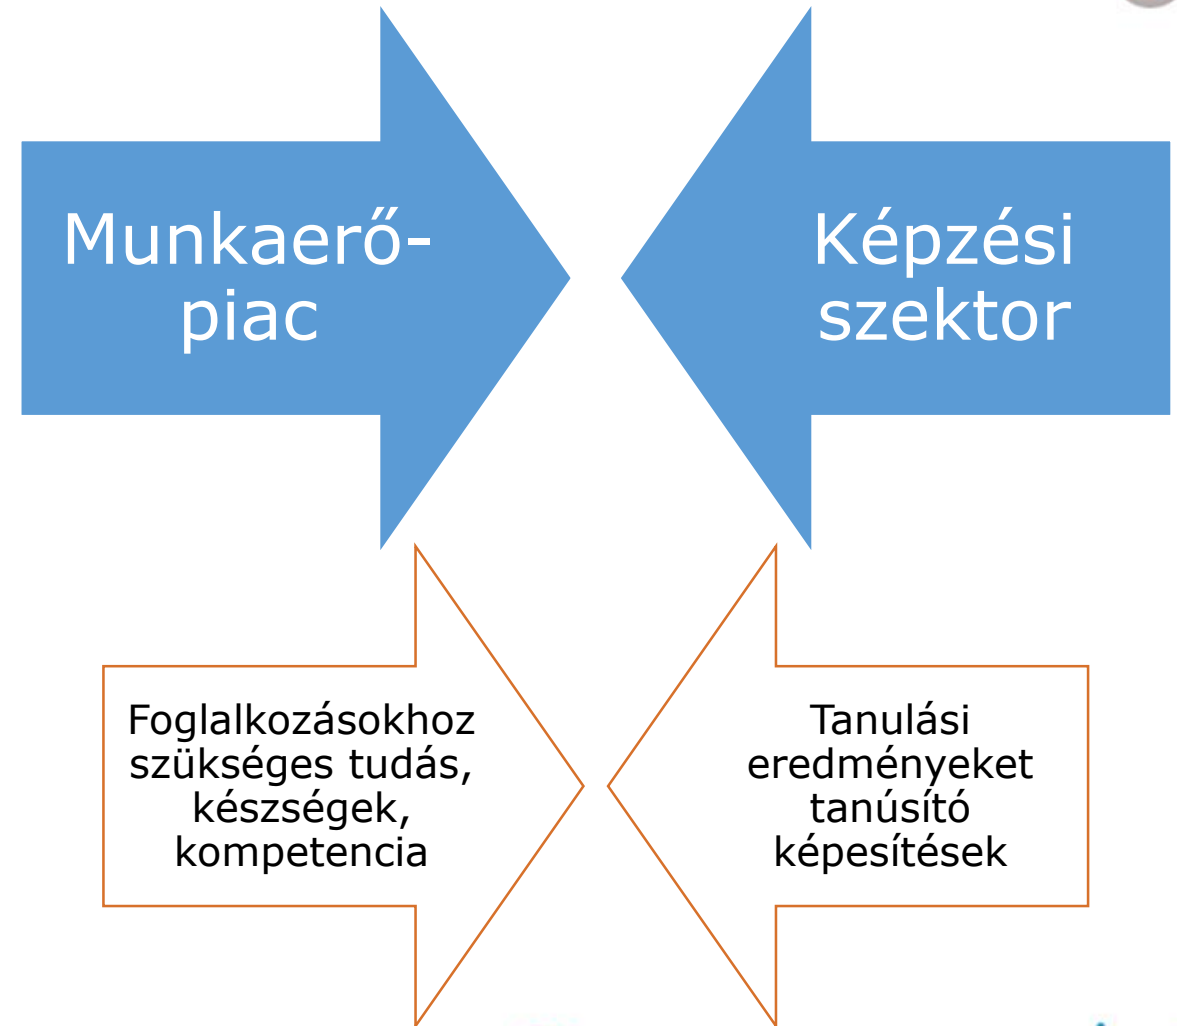 Munkaerő-
piac
Képzési
szektor
Foglalkozásokhoz
szükséges tudás,
készségek,
kompetencia
Tanulási
eredményeket
tanúsító
képesítések